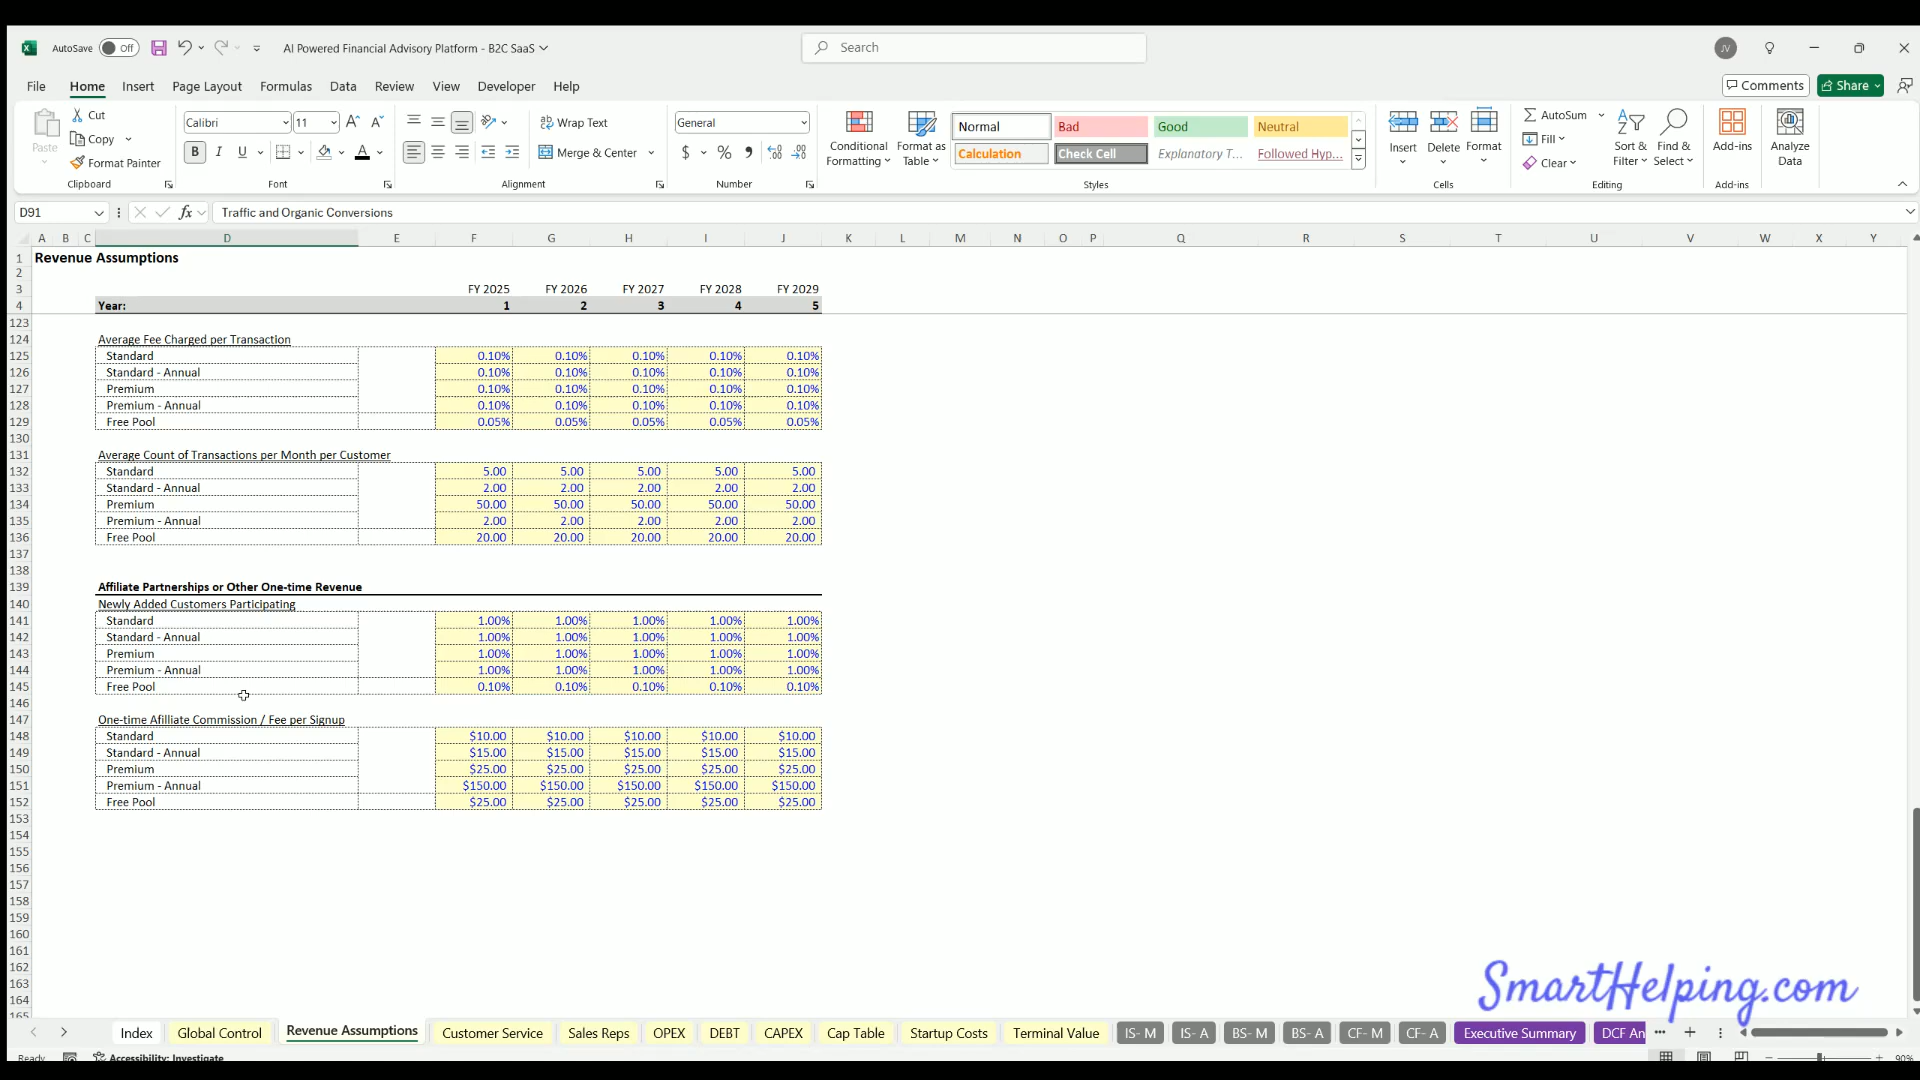 AutoSave Off AI Powered Financial Advisory Platform - B2C SaaS Search JV
File Home Insert Page Layout Formulas Data Review View Developer Help Comments Share
Paste Cut Copy Format Painter Clipboard
Calibri 11 B I U A Font
Wrap Text Merge & Center Alignment
General $ % Number
Conditional Formatting Format as Table
Normal Bad Good Neutral
Calculation Check Cell Explanatory T... Followed Hyp...
Styles
Insert Delete Format Cells
AutoSum Fill Clear Sort & Filter Find & Select Editing
Add-ins Add-ins
Analyze Data
D91 fx Traffic and Organic Conversions
A B C D E F G H I J K L M N O P Q R S T U V W X Y
1 Revenue Assumptions
2
3 FY 2025 FY 2026 FY 2027 FY 2028 FY 2029
4 Year: 1 2 3 4 5
123
124 Average Fee Charged per Transaction
125 Standard 0.10% 0.10% 0.10% 0.10% 0.10%
126 Standard - Annual 0.10% 0.10% 0.10% 0.10% 0.10%
127 Premium 0.10% 0.10% 0.10% 0.10% 0.10%
128 Premium - Annual 0.10% 0.10% 0.10% 0.10% 0.10%
129 Free Pool 0.05% 0.05% 0.05% 0.05% 0.05%
130
131 Average Count of Transactions per Month per Customer
132 Standard 5.00 5.00 5.00 5.00 5.00
133 Standard - Annual 2.00 2.00 2.00 2.00 2.00
134 Premium 50.00 50.00 50.00 50.00 50.00
135 Premium - Annual 2.00 2.00 2.00 2.00 2.00
136 Free Pool 20.00 20.00 20.00 20.00 20.00
137
138
139 Affiliate Partnerships or Other One-time Revenue
140 Newly Added Customers Participating
141 Standard 1.00% 1.00% 1.00% 1.00% 1.00%
142 Standard - Annual 1.00% 1.00% 1.00% 1.00% 1.00%
143 Premium 1.00% 1.00% 1.00% 1.00% 1.00%
144 Premium - Annual 1.00% 1.00% 1.00% 1.00% 1.00%
145 Free Pool 0.10% 0.10% 0.10% 0.10% 0.10%
146
147 One-time Afilliate Commission / Fee per Signup
148 Standard $10.00 $10.00 $10.00 $10.00 $10.00
149 Standard - Annual $15.00 $15.00 $15.00 $15.00 $15.00
150 Premium $25.00 $25.00 $25.00 $25.00 $25.00
151 Premium - Annual $150.00 $150.00 $150.00 $150.00 $150.00
152 Free Pool $25.00 $25.00 $25.00 $25.00 $25.00
153
154
155
156
157
158
159
160
161
162
163
164
165
SmartHelping.com
Index Global Control Revenue Assumptions Customer Service Sales Reps OPEX DEBT CAPEX Cap Table Startup Costs Terminal Value IS- M IS- A BS- M BS- A CF- M CF- A Executive Summary DCF An
Ready Accessibility: Investigate 90%